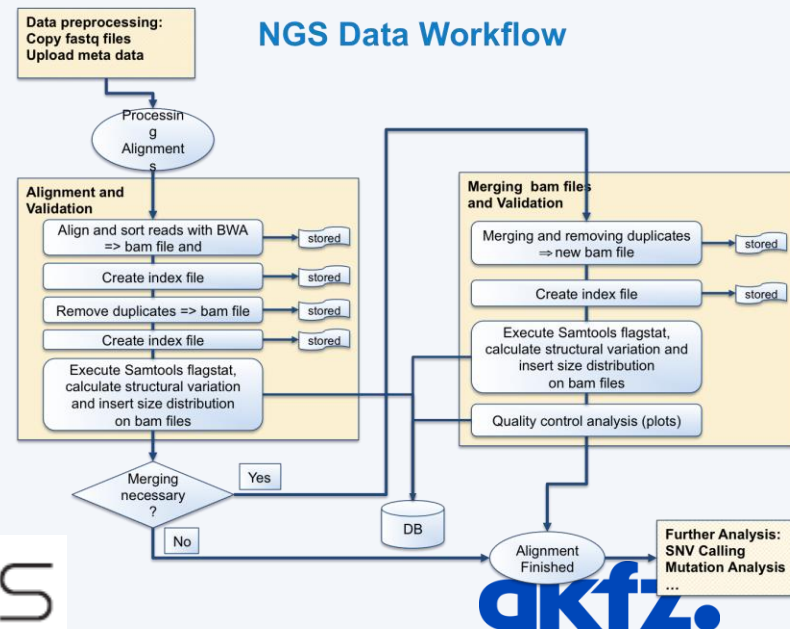 NGS Data Workflow
Data preprocessing:
Copy fastq files
Upload meta data
Processin
g
Alignment
s
Alignment and
Validation
Align and sort reads with BWA
=> bam file and
stored
Create index file
stored
Remove duplicates => bam file
stored
Create index file
stored
Execute Samtools flagstat,
calculate structural variation
and insert size distribution
on bam files
Merging
necessary
?
Yes
No
Merging bam files
and Validation
Merging and removing duplicates
⇒ new bam file
stored
Create index file
stored
Execute Samtools flagstat,
calculate structural variation and
insert size distribution
on bam files
Quality control analysis (plots)
DB
Alignment
Finished
Further Analysis:
SNV Calling
Mutation Analysis
...
dkfz.
S